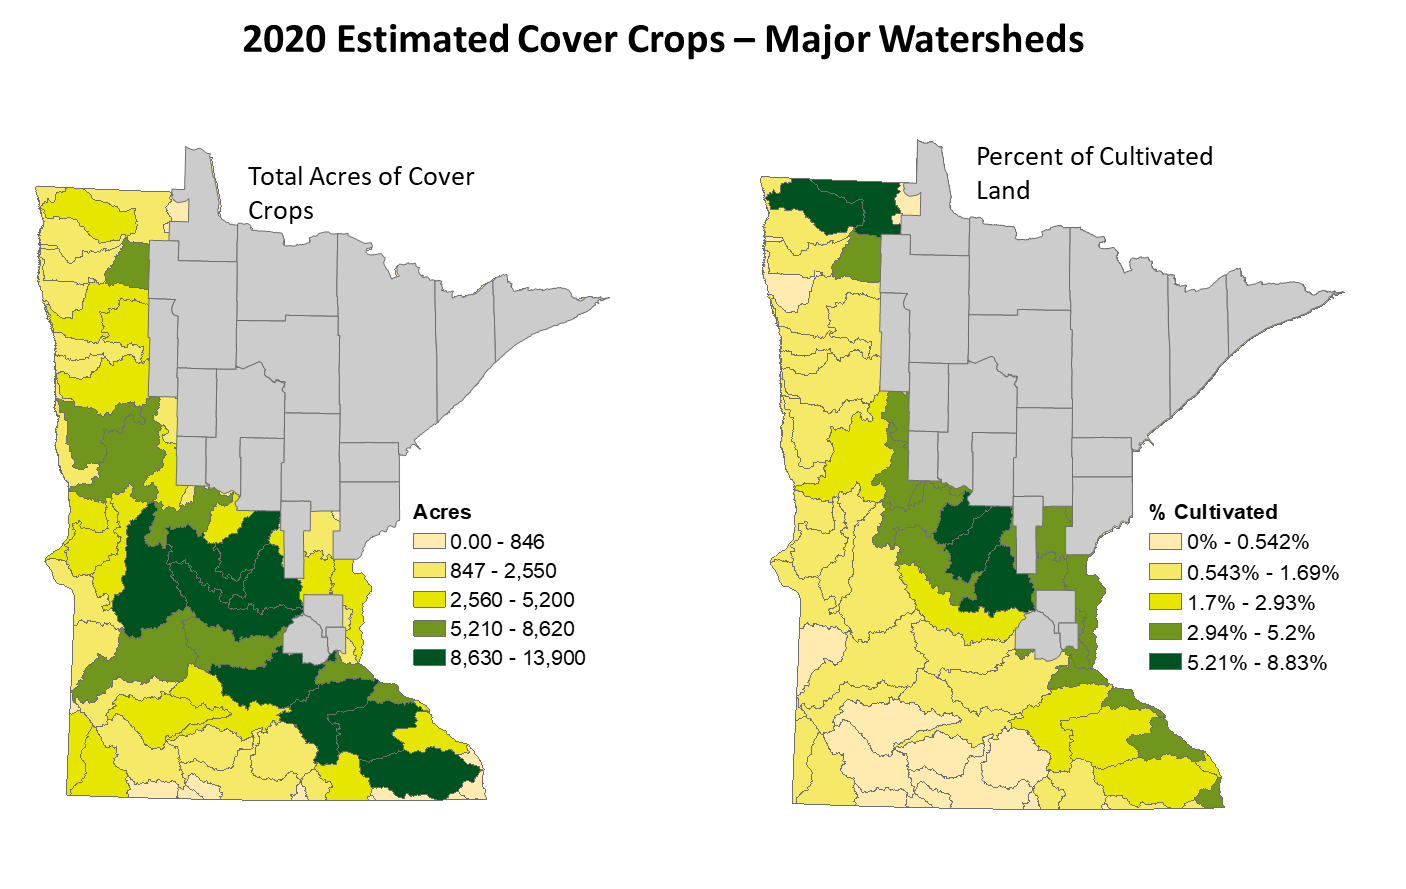 2020 Estimated Cover Crops – Major Watersheds
Total Acres of Cover
Crops
Acres
0.00 - 846
847 - 2,550
2,560 - 5,200
5,210 - 8,620
8,630 - 13,900
Percent of Cultivated
Land
% Cultivated
0% - 0.542%
0.543% - 1.69%
1.7% - 2.93%
2.94% - 5.2%
5.21% - 8.83%